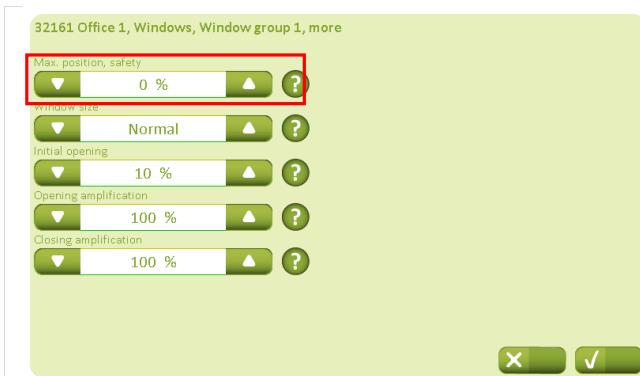 32161 Office 1, Windows, Window group 1, more
Max. position, safety
0 %
?
Window size
Normal
?
Initial opening
10 %
?
Opening amplification
100 %
?
Closing amplification
100 %
?